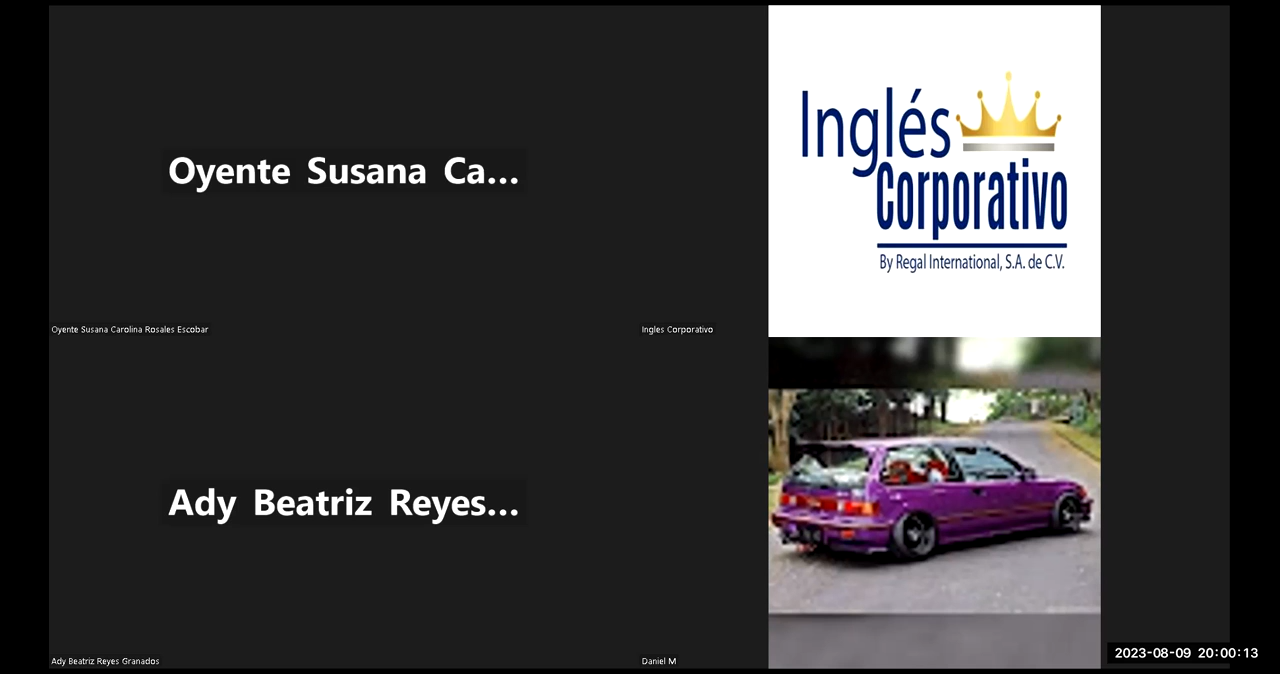 Oyente Susana Ca...
Oyente Susana Carolina Rosales Escobar
Inglés
Corporativo
By Regal International, S.A. de C.V.
Ingles Corporativo
Ady Beatriz Reyes...
Ady Beatriz Reyes Granados
Daniel M
2023-08-09 20:00:13